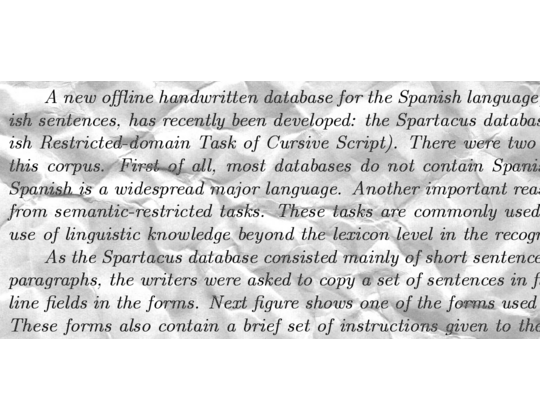 A new offline handwritten database for the Spanish language
ish sentences, has recently been developed: the Spartacus databas
ish Restricted-domain Task of Cursive Script). There were two
this corpus. First of all, most databases do not contain Spani
Spanish is a widespread major language. Another important rea
from semantic-restricted tasks. These tasks are commonly used
use of linguistic knowledge beyond the lexicon level in the recog
As the Spartacus database consisted mainly of short sentence
paragraphs, the writers were asked to copy a set of sentences in f
line fields in the forms. Next figure shows one of the forms used
These forms also contain a brief set of instructions given to the